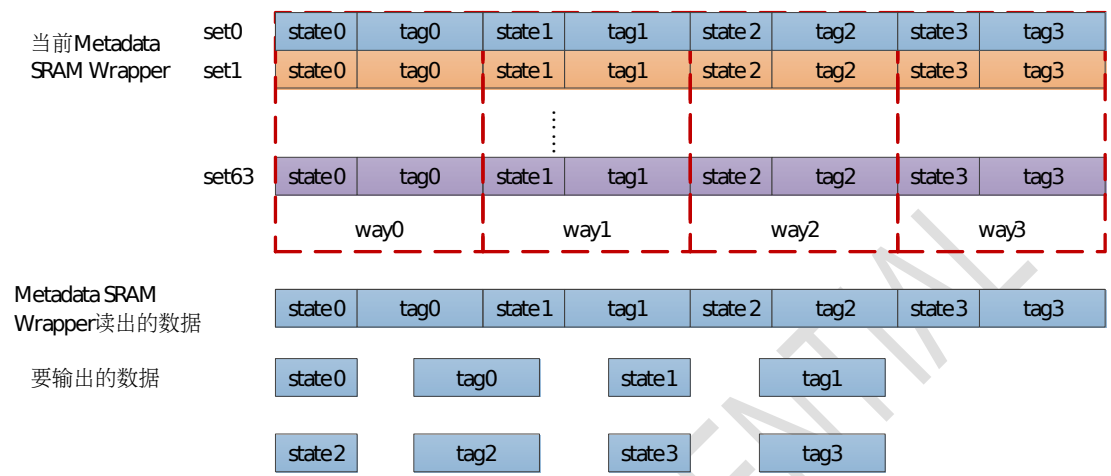 当前Metadata
SRAM Wrapper
set0 state0 tag0 state1 tag1 state2 tag2 state3 tag3
set1 state0 tag0 state1 tag1 state2 tag2 state3 tag3
set63 state0 tag0 state1 tag1 state2 tag2 state3 tag3
way0 way1 way2 way3
Metadata SRAM
Wrapper读出的数据
state0 tag0 state1 tag1 state2 tag2 state3 tag3
要输出的数据
state0 tag0 state1 tag1
state2 tag2 state3 tag3
ENTIAL